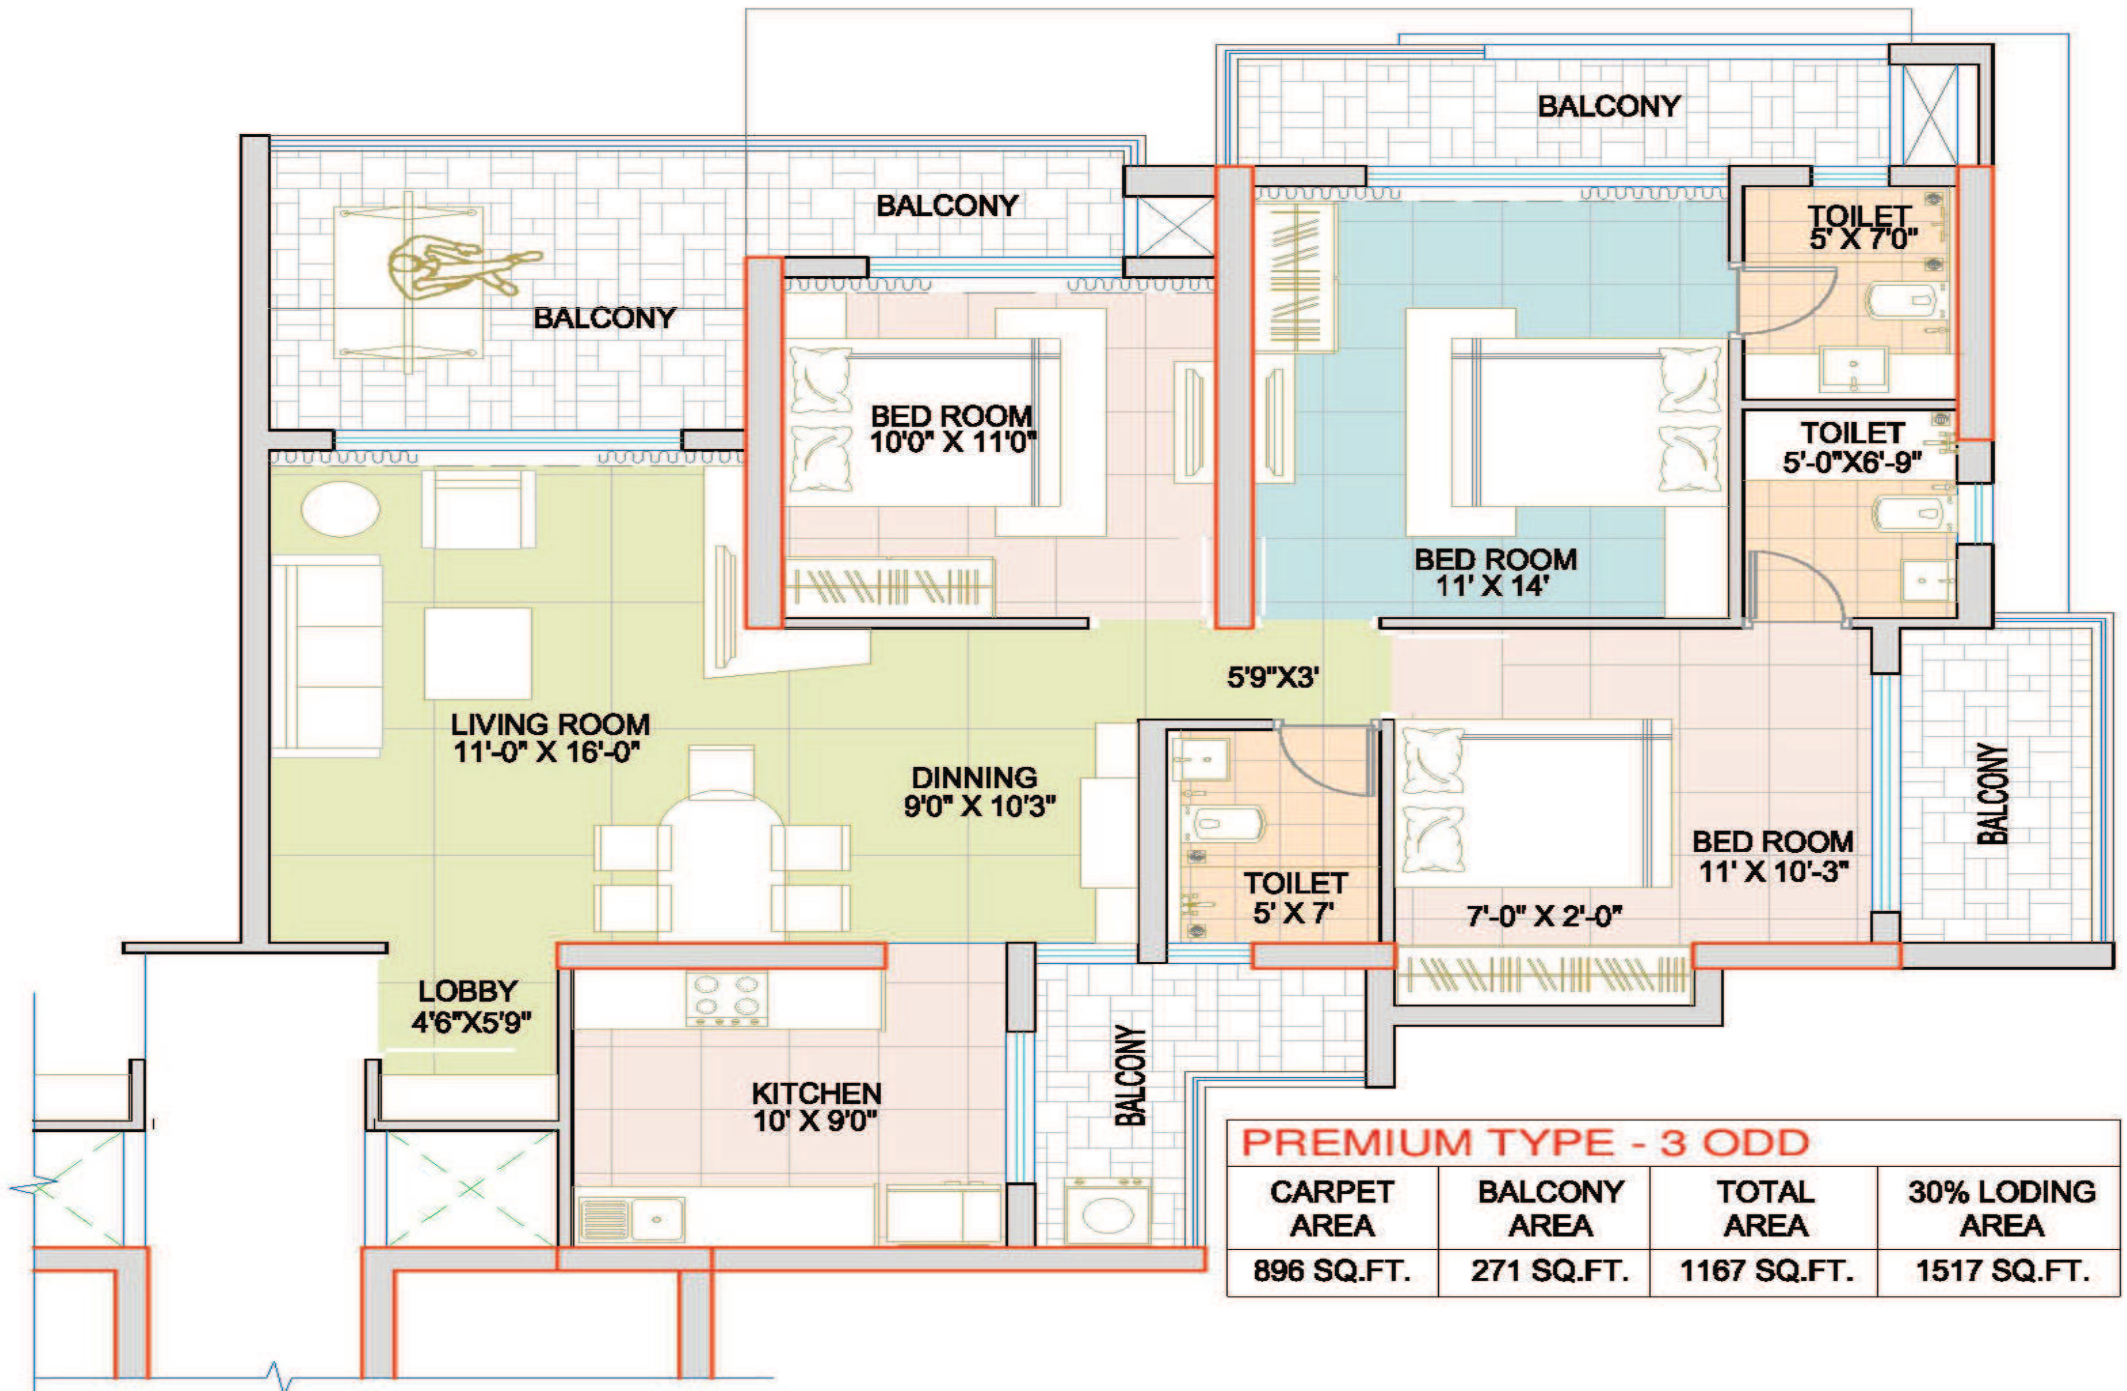 BALCONY
BALCONY
BALCONY
TOILET
5' X 7'0"
BED ROOM
10'0" X 11'0"
TOILET
5'-0"X6'-9"
BED ROOM
11' X 14'
5'9"X3'
LIVING ROOM
11'-0" X 16'-0"
DINNING
9'0" X 10'3"
BALCONY
BED ROOM
11' X 10'-3"
TOILET
5' X 7'
7'-0" X 2'-0"
LOBBY
4'6"X5'9"
KITCHEN
10' X 9'0"
BALCONY
PREMIUM TYPE - 3 ODD
CARPET AREA
BALCONY AREA
TOTAL AREA
30% LODING AREA
896 SQ.FT.
271 SQ.FT.
1167 SQ.FT.
1517 SQ.FT.